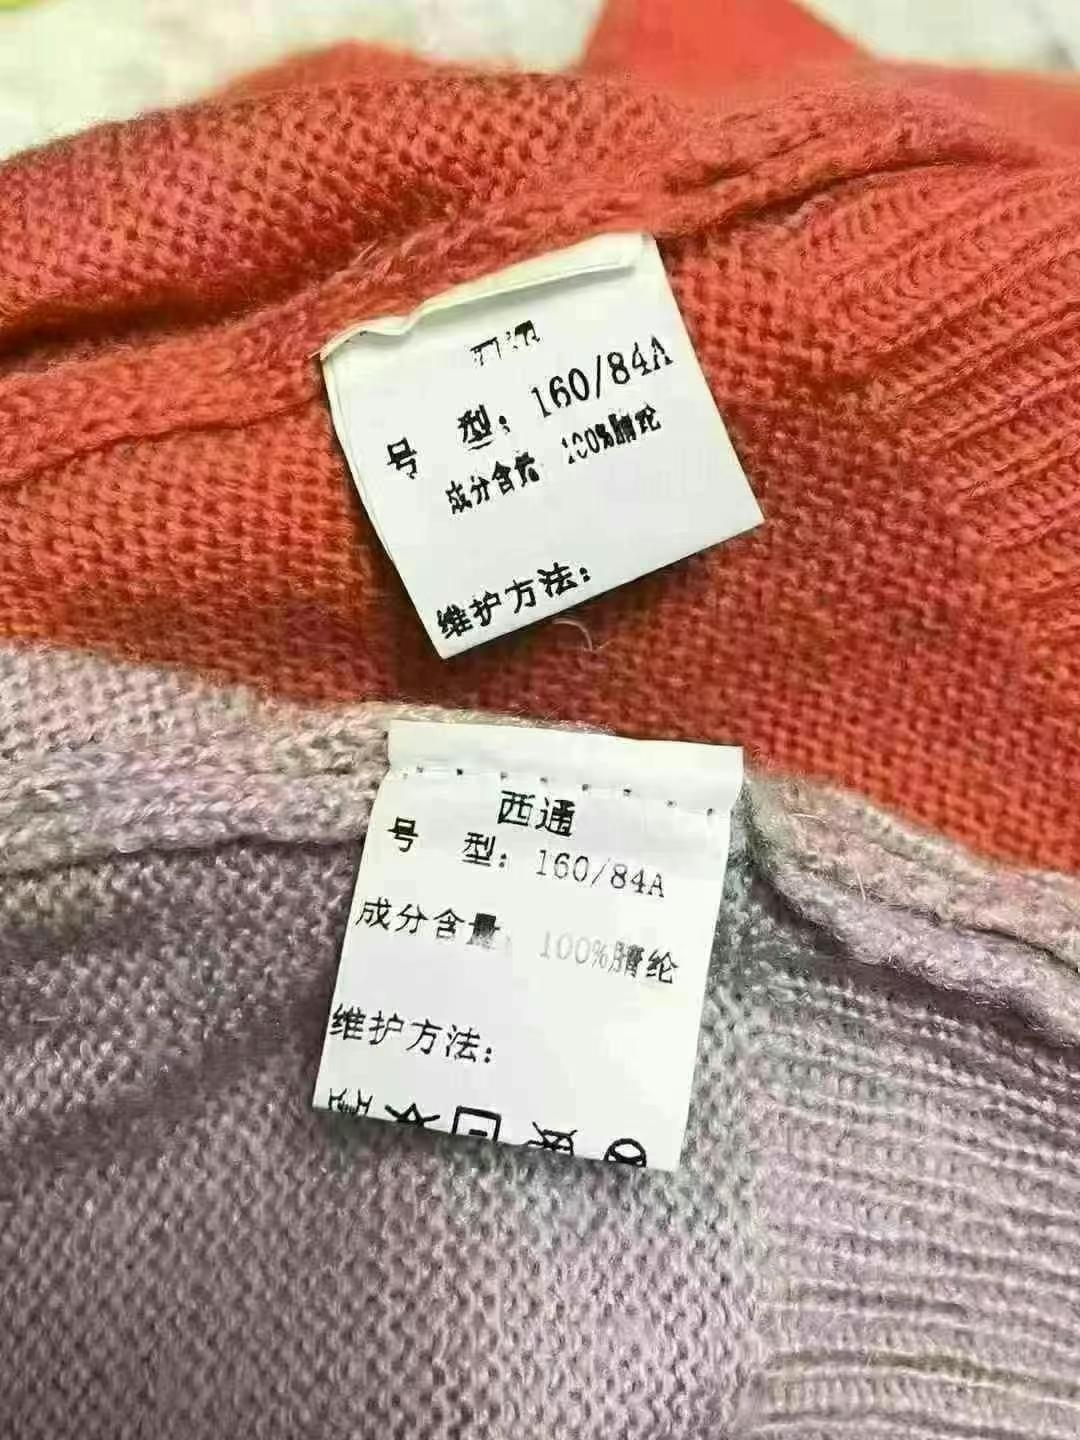 号 型：160/84A
成分含量：100%腈纶
维护方法：
西通
号 型：160/84A
成分含量：100%腈纶
维护方法：